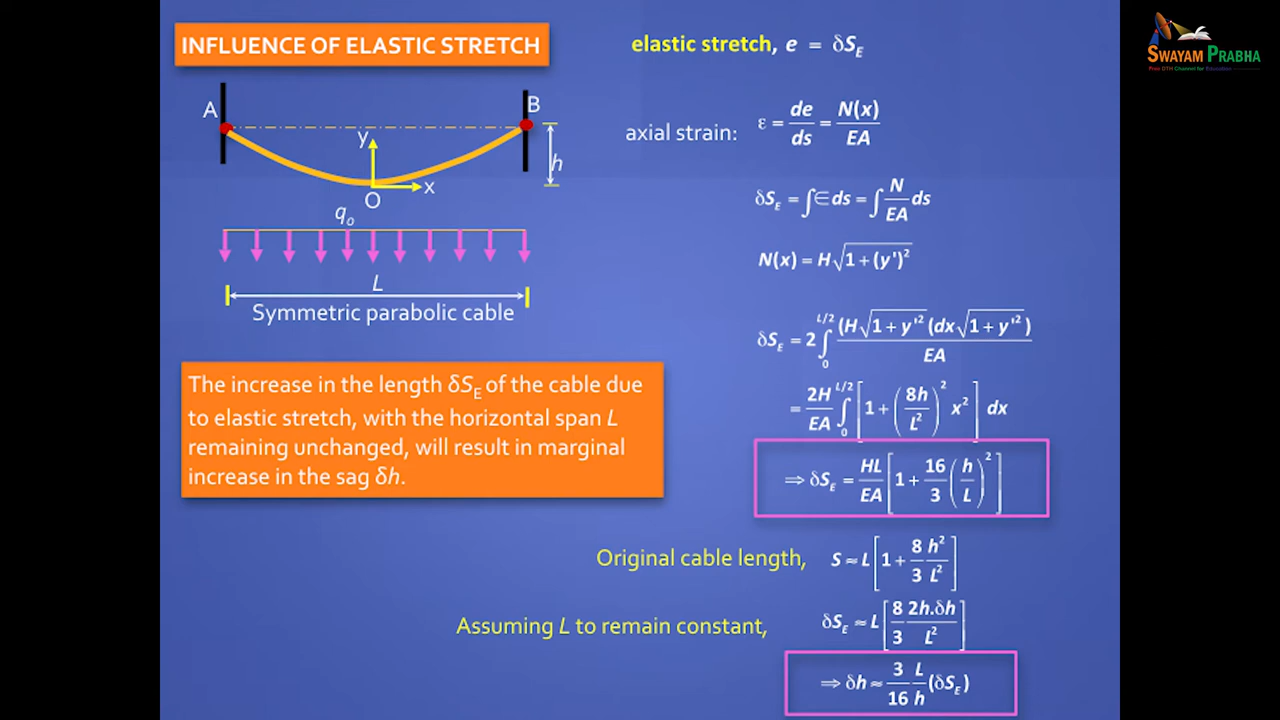 INFLUENCE OF ELASTIC STRETCH
A
B
y
h
x
O
q₀
L
Symmetric parabolic cable
The increase in the length δS_E of the cable due
to elastic stretch, with the horizontal span L
remaining unchanged, will result in marginal
increase in the sag δh.
elastic stretch, e = δS_E
axial strain: ε = de/ds = N(x)/EA
δS_E = ∫∈ds = ∫ N/EA ds
N(x) = H√(1 + (y')²)
δS_E = 2 ∫₀^{L/2} (H√(1 + y'²) (dx√(1 + y'²))/EA
= 2H/EA ∫₀^{L/2} [1 + (8h/L²)² x²] dx
⇒ δS_E = HL/EA [1 + 16/3 (h/L)²]
Original cable length, S ≈ L[1 + 8/3 h²/L²]
Assuming L to remain constant, δS_E ≈ L[8/3 2h.δh/L²]
⇒ δh ≈ 3/16 L/h (δS_E)
SWAYAM PRABHA
Free DTH Channel for Education